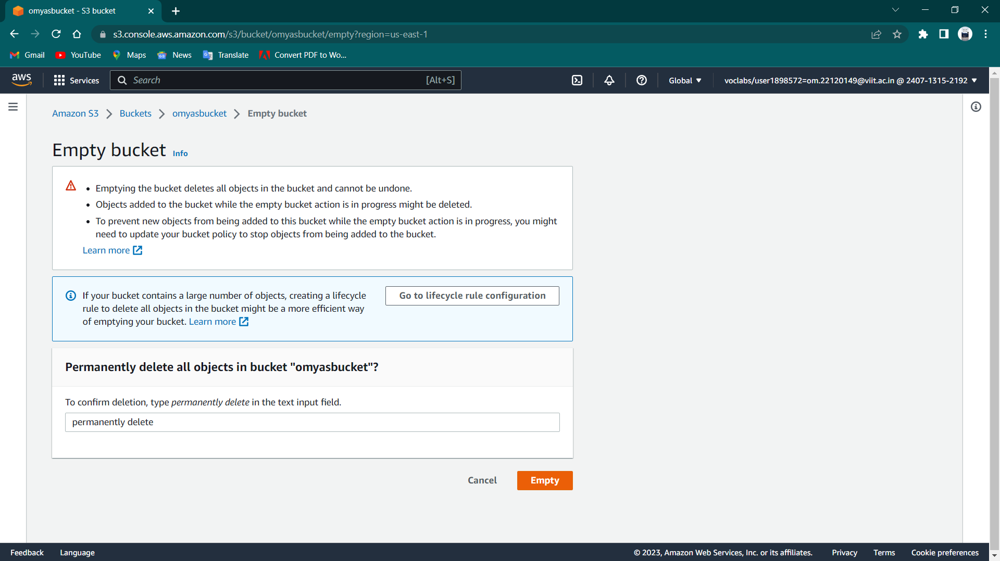 omyasbucket - S3 bucket
s3.console.aws.amazon.com/s3/bucket/omyasbucket/empty?region=us-east-1
Gmail YouTube Maps News Translate Convert PDF to Wo...
aws Services Search [Alt+S] Global voclabs/user1898572=om.22120149@viit.ac.in @ 2407-1315-2192
Amazon S3 Buckets omyasbucket Empty bucket
Empty bucket Info
• Emptying the bucket deletes all objects in the bucket and cannot be undone.
• Objects added to the bucket while the empty bucket action is in progress might be deleted.
• To prevent new objects from being added to this bucket while the empty bucket action is in progress, you might
need to update your bucket policy to stop objects from being added to the bucket.
Learn more
If your bucket contains a large number of objects, creating a lifecycle
rule to delete all objects in the bucket might be a more efficient way
of emptying your bucket. Learn more
Go to lifecycle rule configuration
Permanently delete all objects in bucket "omyasbucket"?
To confirm deletion, type permanently delete in the text input field.
permanently delete
Cancel Empty
Feedback Language © 2023, Amazon Web Services, Inc. or its affiliates. Privacy Terms Cookie preferences